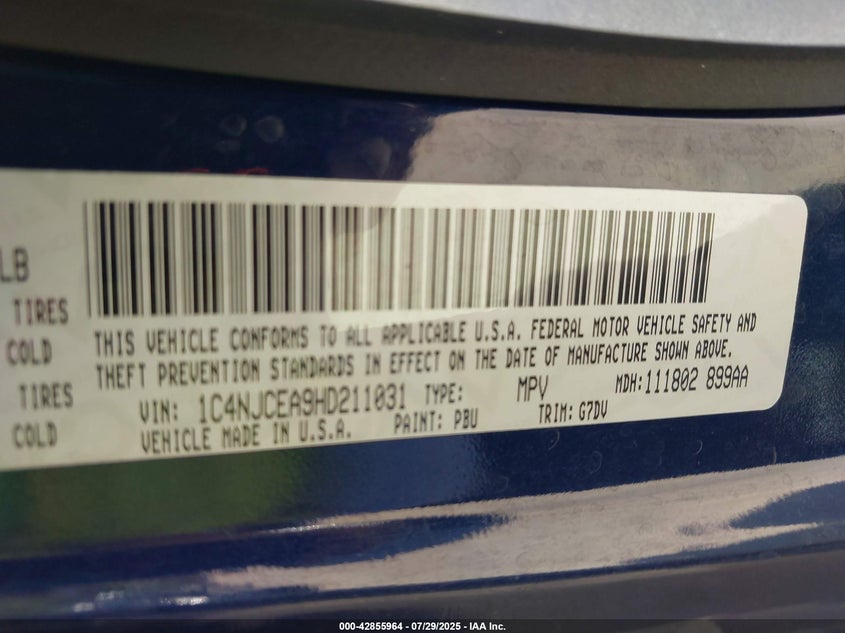 LB
TIRES
COLD
TIRES
COLD
THIS VEHICLE CONFORMS TO ALL APPLICABLE U.S.A. FEDERAL MOTOR VEHICLE SAFETY AND
THEFT PREVENTION STANDARDS IN EFFECT ON THE DATE OF MANUFACTURE SHOWN ABOVE.
VIN: 1C4NJCEA9HD211031 TYPE: MPV MDH:111802 899AA
VEHICLE MADE IN U.S.A. PAINT: PBU TRIM: G7DV
000-42855964 | 07/29/2025 - IAA Inc.